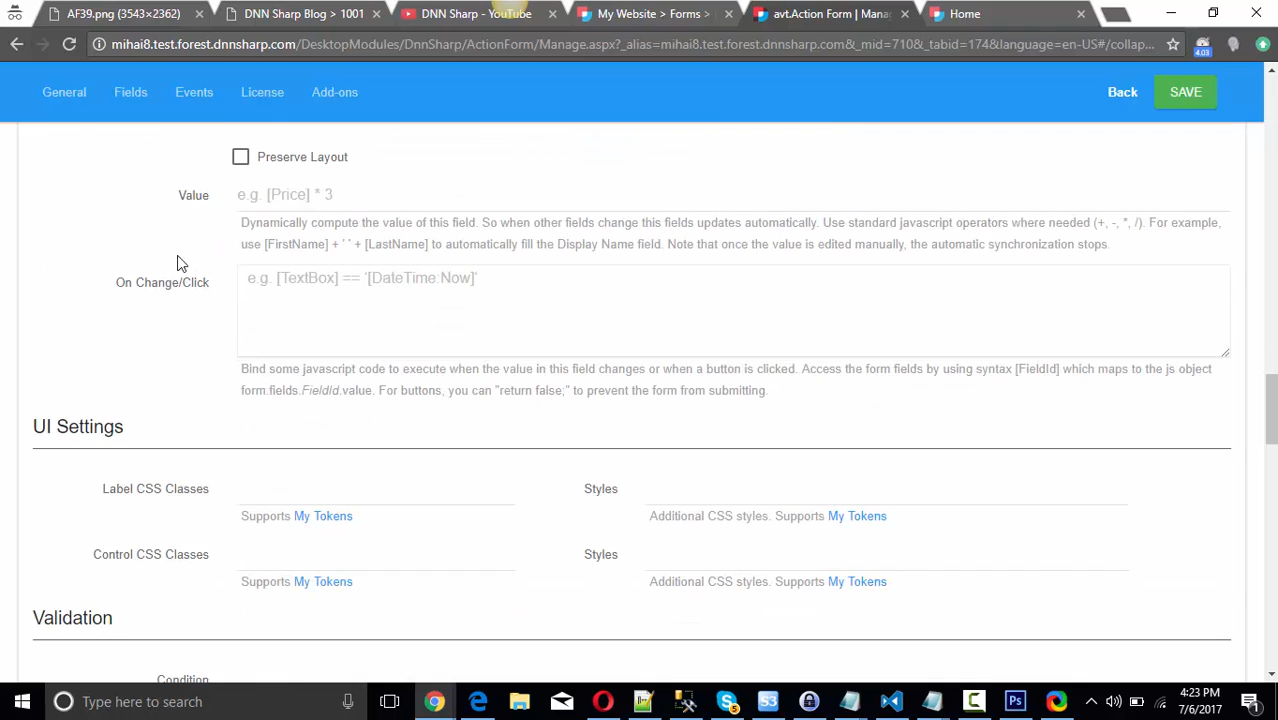 AF39.png (3543×2362)
DNN Sharp Blog > 1001
DNN Sharp - YouTube
My Website > Forms >
avt.Action Form | Mana
Home
mihai8.test.forest.dnnsharp.com/DesktopModules/DnnSharp/ActionForm/Manage.aspx?_alias=mihai8.test.forest.dnnsharp.com&_mid=710&_tabid=174&language=en-US#/collap...
4.03
General
Fields
Events
License
Add-ons
Back
SAVE
Preserve Layout
Value
e.g. [Price] * 3
Dynamically compute the value of this field. So when other fields change this fields updates automatically. Use standard javascript operators where needed (+, -, *, /). For example,
use [FirstName] + ' ' + [LastName] to automatically fill the Display Name field. Note that once the value is edited manually, the automatic synchronization stops.
On Change/Click
e.g. [TextBox] == '[DateTime:Now]'
Bind some javascript code to execute when the value in this field changes or when a button is clicked. Access the form fields by using syntax [FieldId] which maps to the js object
form.fields.FieldId.value. For buttons, you can "return false;" to prevent the form from submitting.
UI Settings
Label CSS Classes
Styles
Supports My Tokens
Additional CSS styles. Supports My Tokens
Control CSS Classes
Styles
Supports My Tokens
Additional CSS styles. Supports My Tokens
Validation
Condition
Type here to search
4:23 PM
7/6/2017